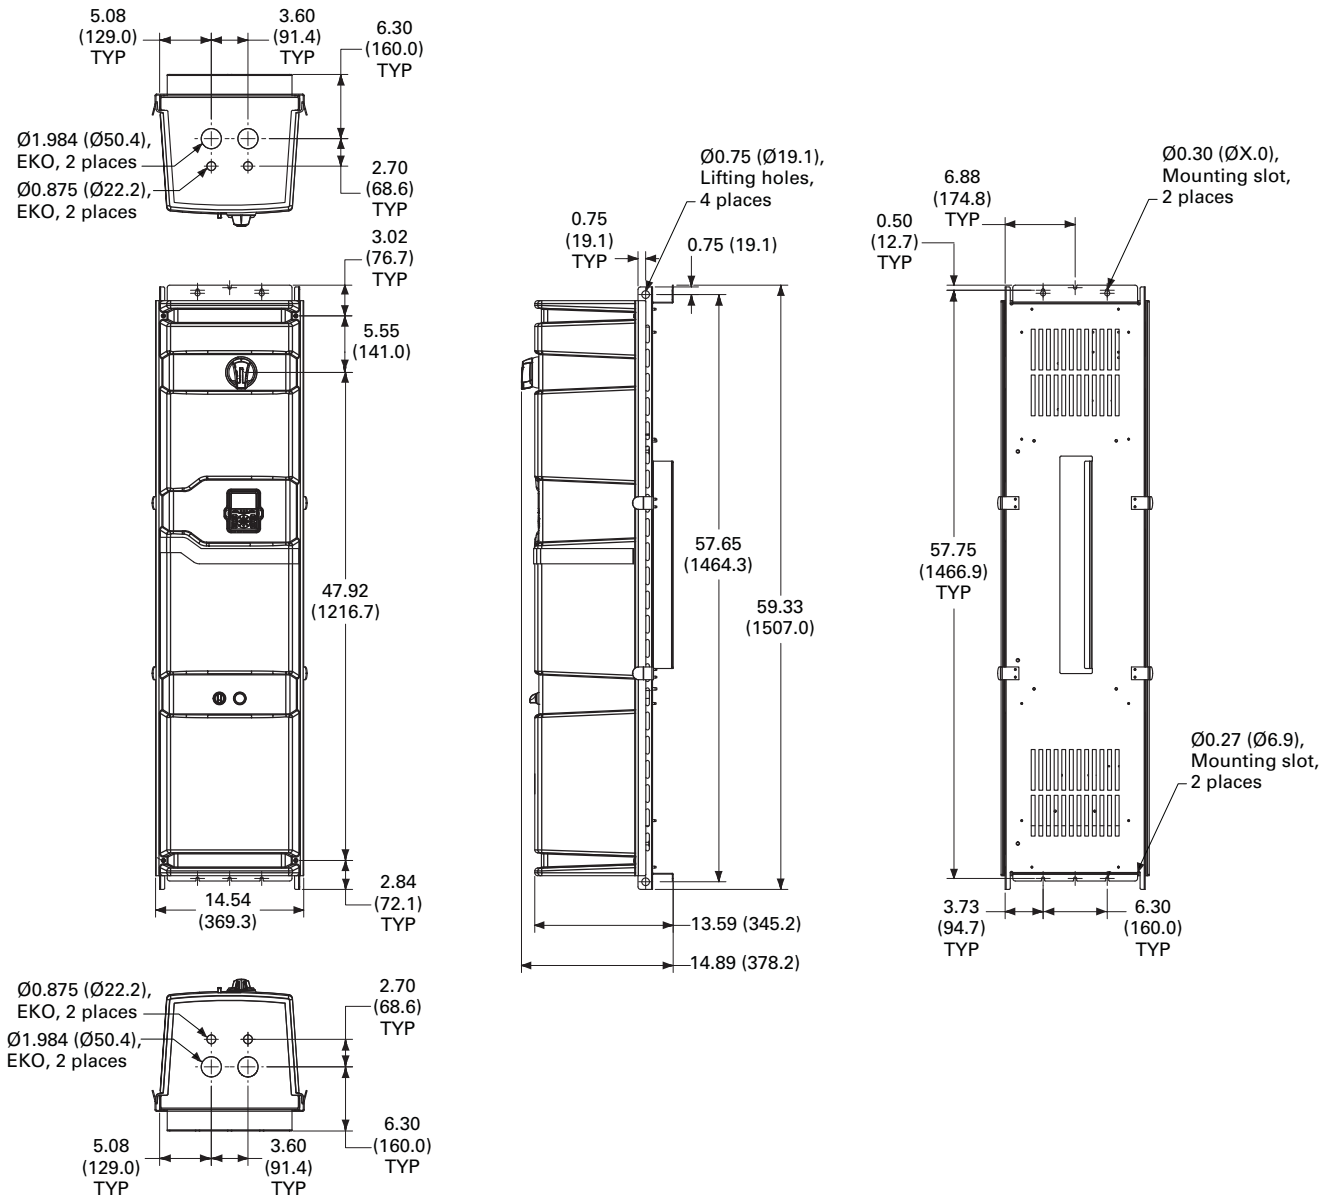 5.08
(129.0)
TYP
3.60
(91.4)
TYP
6.30
(160.0)
TYP
Ø1.984 (Ø50.4),
EKO, 2 places
Ø0.875 (Ø22.2),
EKO, 2 places
2.70
(68.6)
TYP
3.02
(76.7)
TYP
5.55
(141.0)
47.92
(1216.7)
2.84
(72.1)
TYP
14.54
(369.3)
Ø0.875 (Ø22.2),
EKO, 2 places
Ø1.984 (Ø50.4),
EKO, 2 places
2.70
(68.6)
TYP
6.30
(160.0)
TYP
5.08
(129.0)
TYP
3.60
(91.4)
TYP
Ø0.75 (Ø19.1),
Lifting holes,
4 places
0.75
(19.1)
TYP
0.75 (19.1)
57.65
(1464.3)
59.33
(1507.0)
13.59 (345.2)
14.89 (378.2)
Ø0.30 (ØX.0),
Mounting slot,
2 places
6.88
(174.8)
TYP
0.50
(12.7)
TYP
57.75
(1466.9)
TYP
Ø0.27 (Ø6.9),
Mounting slot,
2 places
3.73
(94.7)
TYP
6.30
(160.0)
TYP